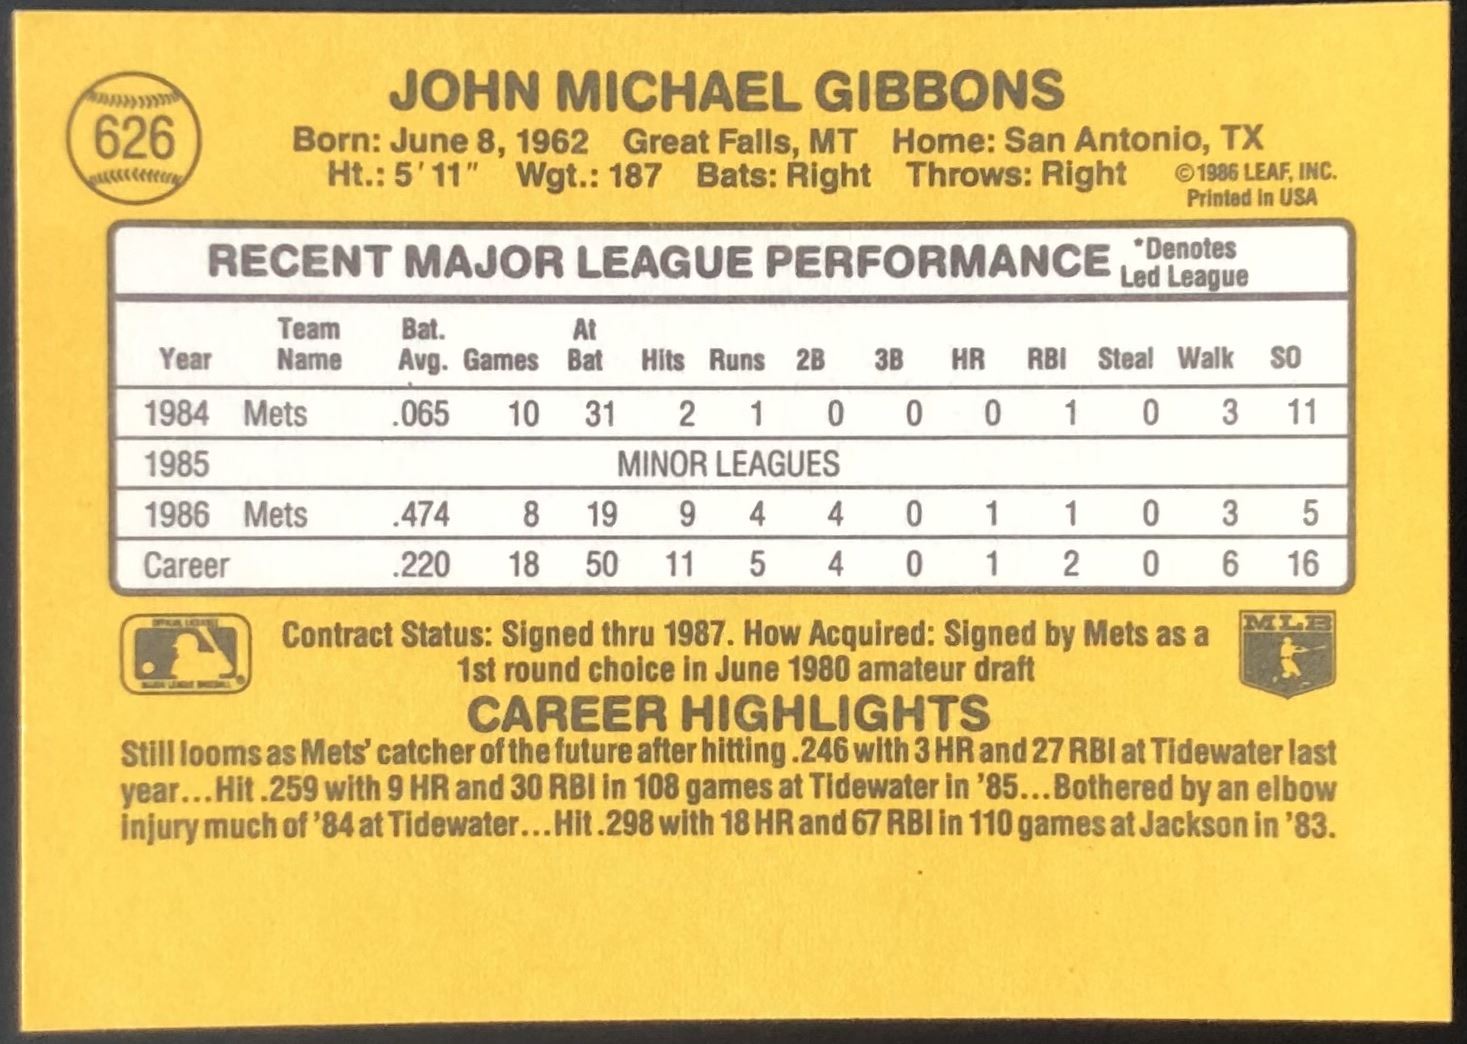 626
JOHN MICHAEL GIBBONS
Born: June 8, 1962 Great Falls, MT Home: San Antonio, TX
Ht.: 5'11" Wgt.: 187 Bats: Right Throws: Right
©1986 LEAF, INC.
Printed in USA
RECENT MAJOR LEAGUE PERFORMANCE
*Denotes
Led League
Year Team Name Bat. Avg. Games At Bat Hits Runs 2B 3B HR RBI Steal Walk SO
1984 Mets .065 10 31 2 1 0 0 0 1 0 3 11
1985 MINOR LEAGUES
1986 Mets .474 8 19 9 4 4 0 1 1 0 3 5
Career .220 18 50 11 5 4 0 1 2 0 6 16
Contract Status: Signed thru 1987. How Acquired: Signed by Mets as a
1st round choice in June 1980 amateur draft
MLB
CAREER HIGHLIGHTS
Still looms as Mets' catcher of the future after hitting .246 with 3 HR and 27 RBI at Tidewater last
year...Hit .259 with 9 HR and 30 RBI in 108 games at Tidewater in '85...Bothered by an elbow
injury much of '84 at Tidewater...Hit .298 with 18 HR and 67 RBI in 110 games at Jackson in '83.